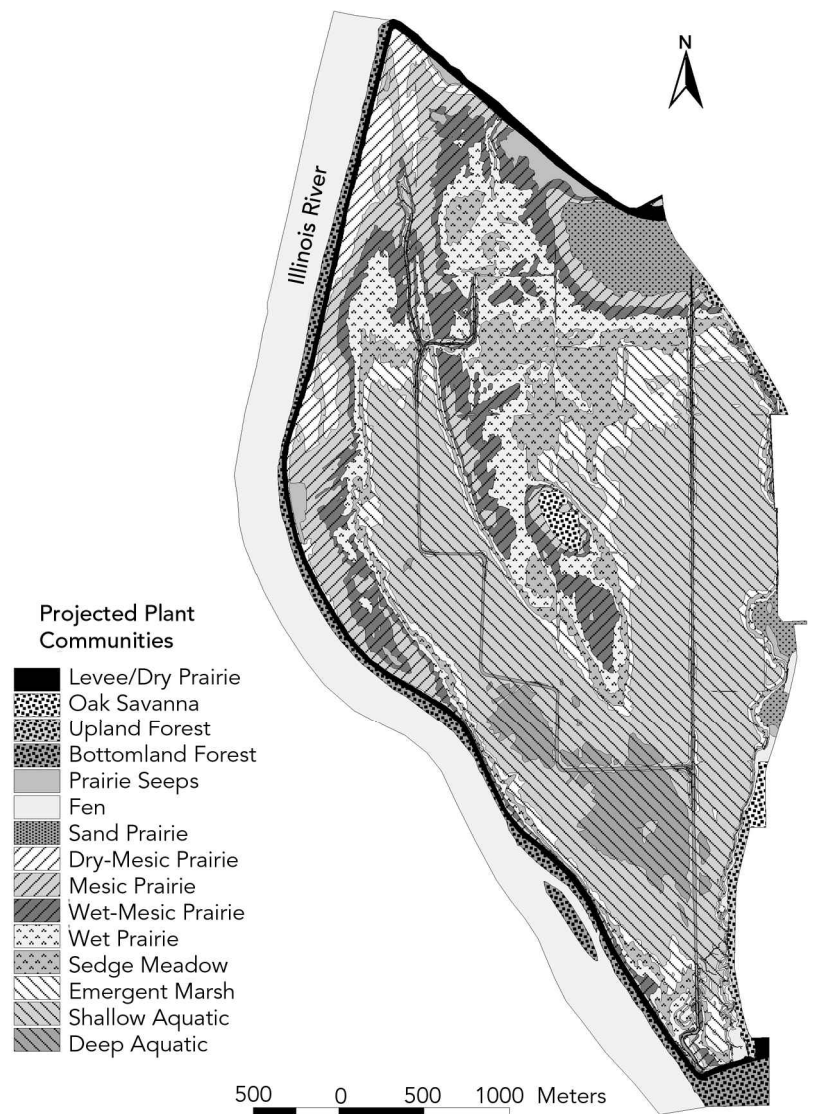 N
Illinois River
Projected Plant
Communities
Levee/Dry Prairie
Oak Savanna
Upland Forest
Bottomland Forest
Prairie Seeps
Fen
Sand Prairie
Dry-Mesic Prairie
Mesic Prairie
Wet-Mesic Prairie
Wet Prairie
Sedge Meadow
Emergent Marsh
Shallow Aquatic
Deep Aquatic
500 0 500 1000 Meters